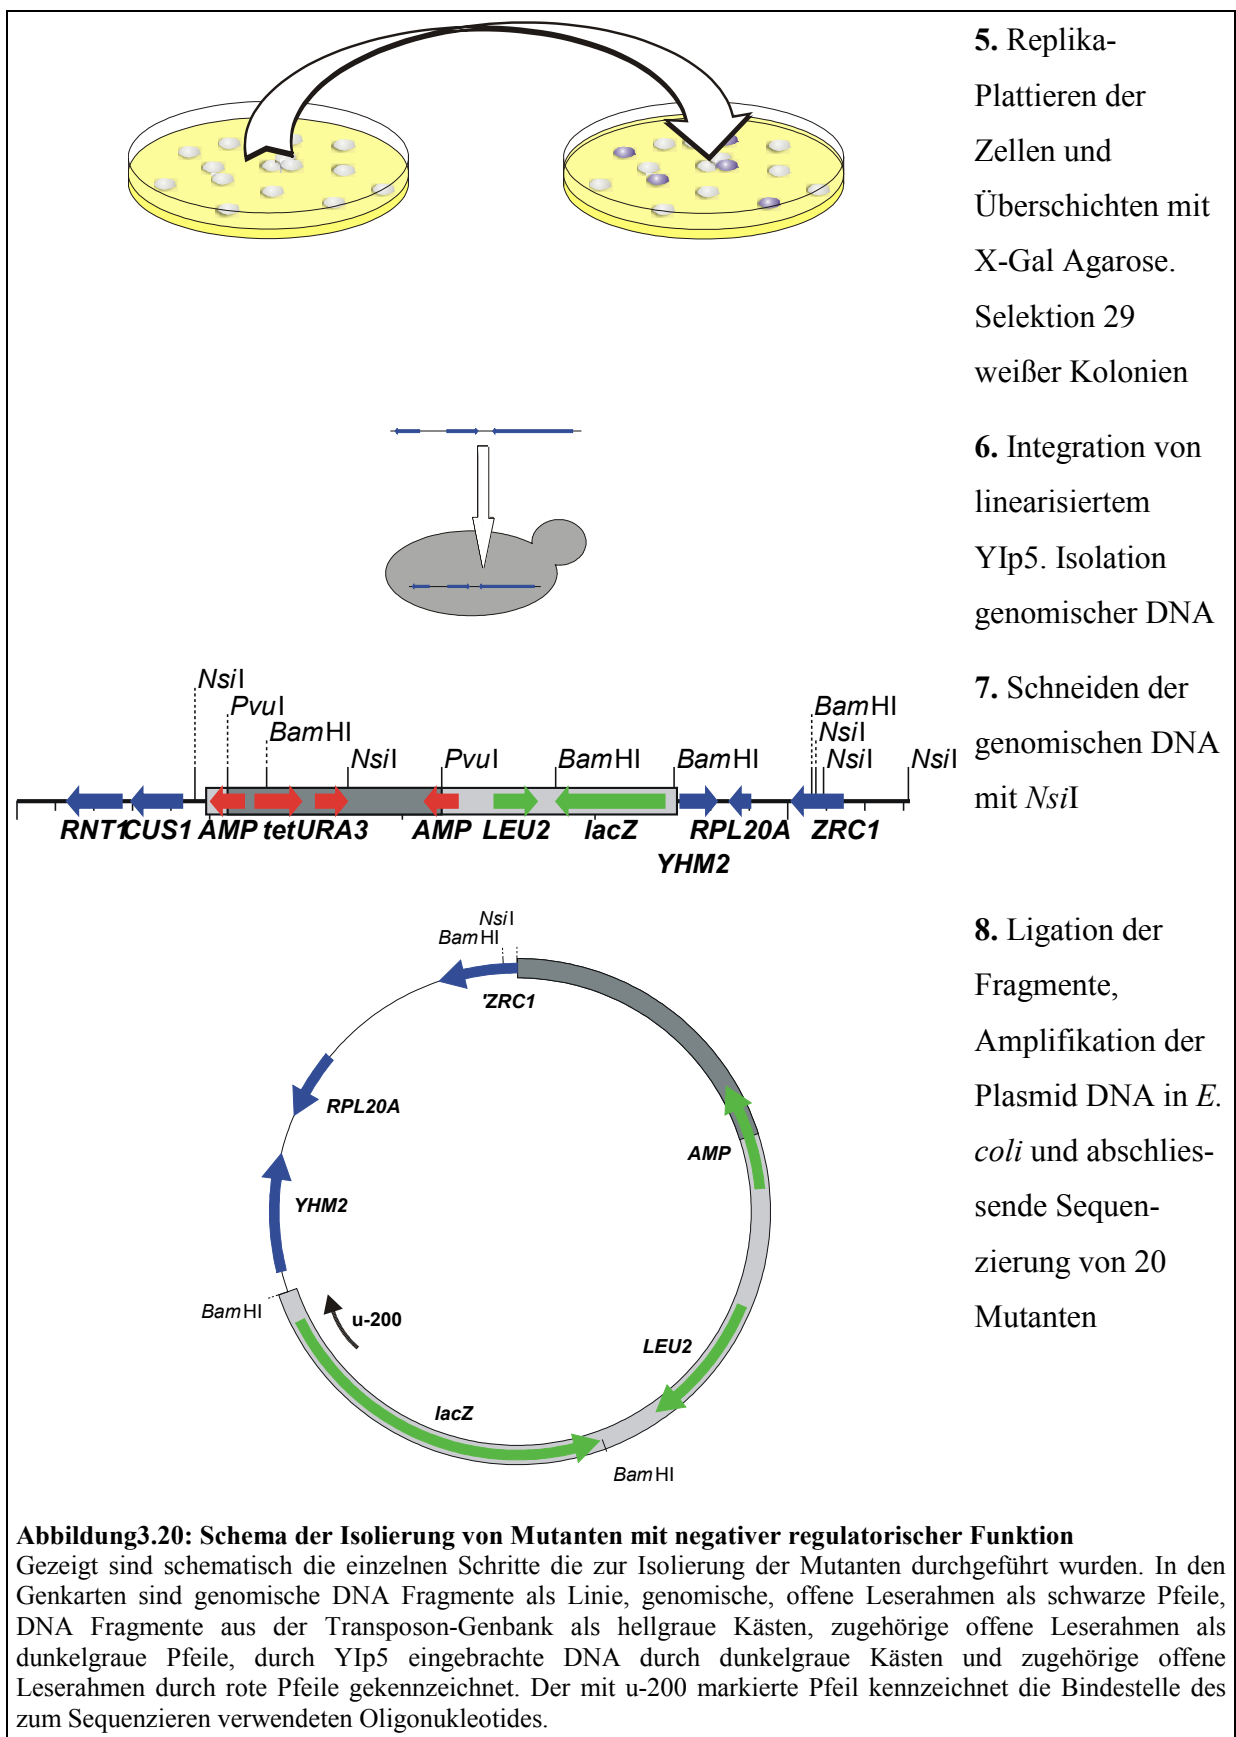 5. Replika-
Plattieren der
Zellen und
Überschichten mit
X-Gal Agarose.
Selektion 29
weißer Kolonien
6. Integration von
linearisiertem
YIp5. Isolation
genomischer DNA
7. Schneiden der
genomischen DNA
mit NsiI
NsiI
PvuI
BamHI
NsiI
PvuI
BamHI
BamHI
BamHI
NsiI
NsiI
NsiI
RNT1 CUS1 AMP tet URA3 AMP LEU2 lacZ RPL20A ZRC1
YHM2
8. Ligation der
Fragmente,
Amplifikation der
Plasmid DNA in E.
coli und abschlies-
sende Sequen-
zierung von 20
Mutanten
NsiI
BamHI
'ZRC1
RPL20A
AMP
YHM2
BamHI
u-200
LEU2
lacZ
BamHI
Abbildung3.20: Schema der Isolierung von Mutanten mit negativer regulatorischer Funktion
Gezeigt sind schematisch die einzelnen Schritte die zur Isolierung der Mutanten durchgeführt wurden. In den
Genkarten sind genomische DNA Fragmente als Linie, genomische, offene Leserahmen als schwarze Pfeile,
DNA Fragmente aus der Transposon-Genbank als hellgraue Kästen, zugehörige offene Leserahmen als
dunkelgraue Pfeile, durch YIp5 eingebrachte DNA durch dunkelgraue Kästen und zugehörige offene
Leserahmen durch rote Pfeile gekennzeichnet. Der mit u-200 markierte Pfeil kennzeichnet die Bindestelle des
zum Sequenzieren verwendeten Oligonukleotides.